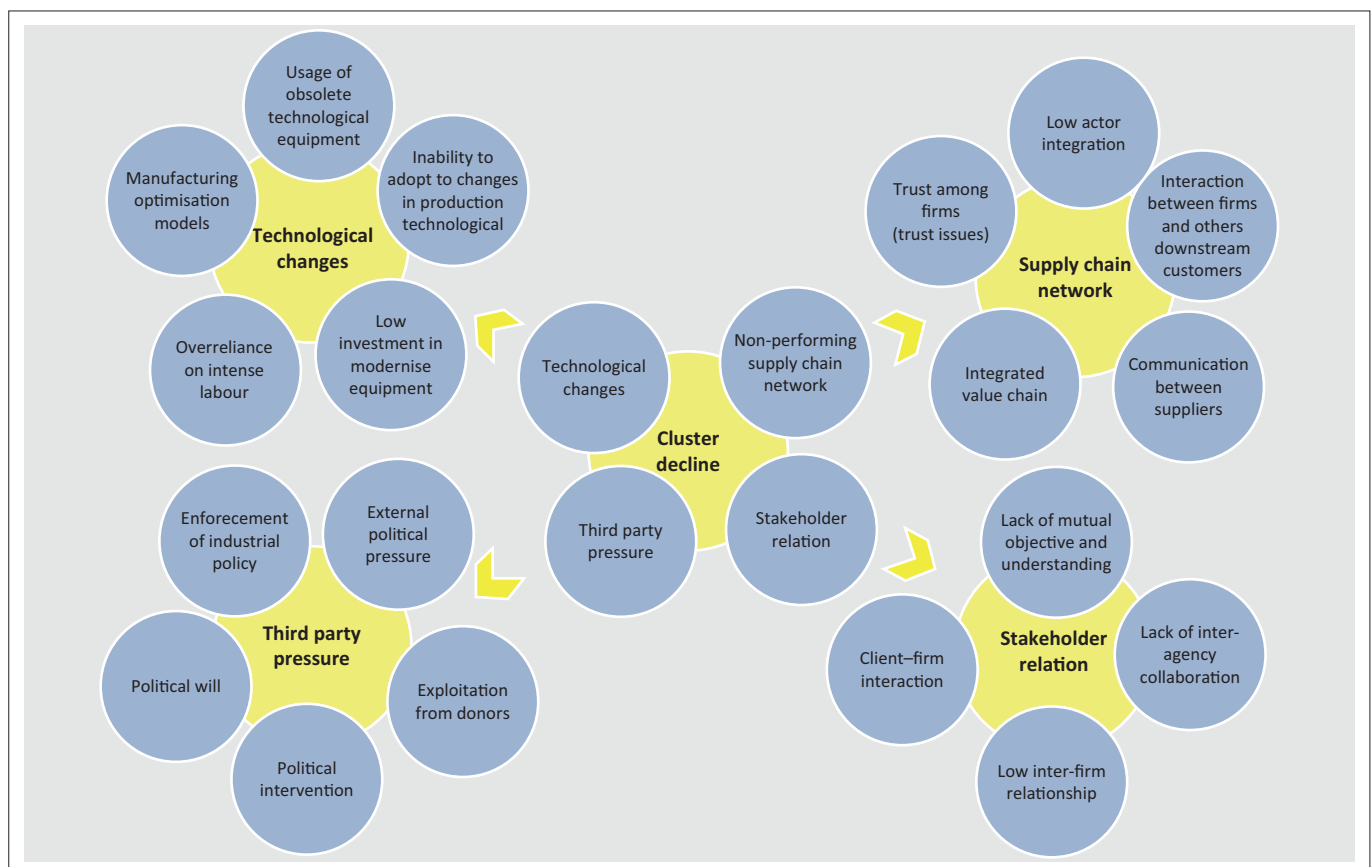 Usage of
obsolete
technological
equipment
Manufacturing
optimisation
models
Inability to
adopt to changes
in production
technological
Technological
changes
Overreliance
on intense
labour
Low
investment in
modernise
equipment
Low actor
integration
Trust among
firms
(trust issues)
Interaction
between firms
and others
downstream
customers
Supply chain
network
Integrated
value chain
Communication
between
suppliers
Technological
changes
Non-performing
supply chain
network
Cluster
decline
Third party
pressure
Stakeholder
relation
Enforecement
of industrial
policy
External
political
pressure
Third party
pressure
Political will
Exploitation
from donors
Political
intervention
Lack of mutual
objective and
understanding
Client–firm
interaction
Stakeholder
relation
Lack of inter-
agency
collaboration
Low inter-firm
relationship